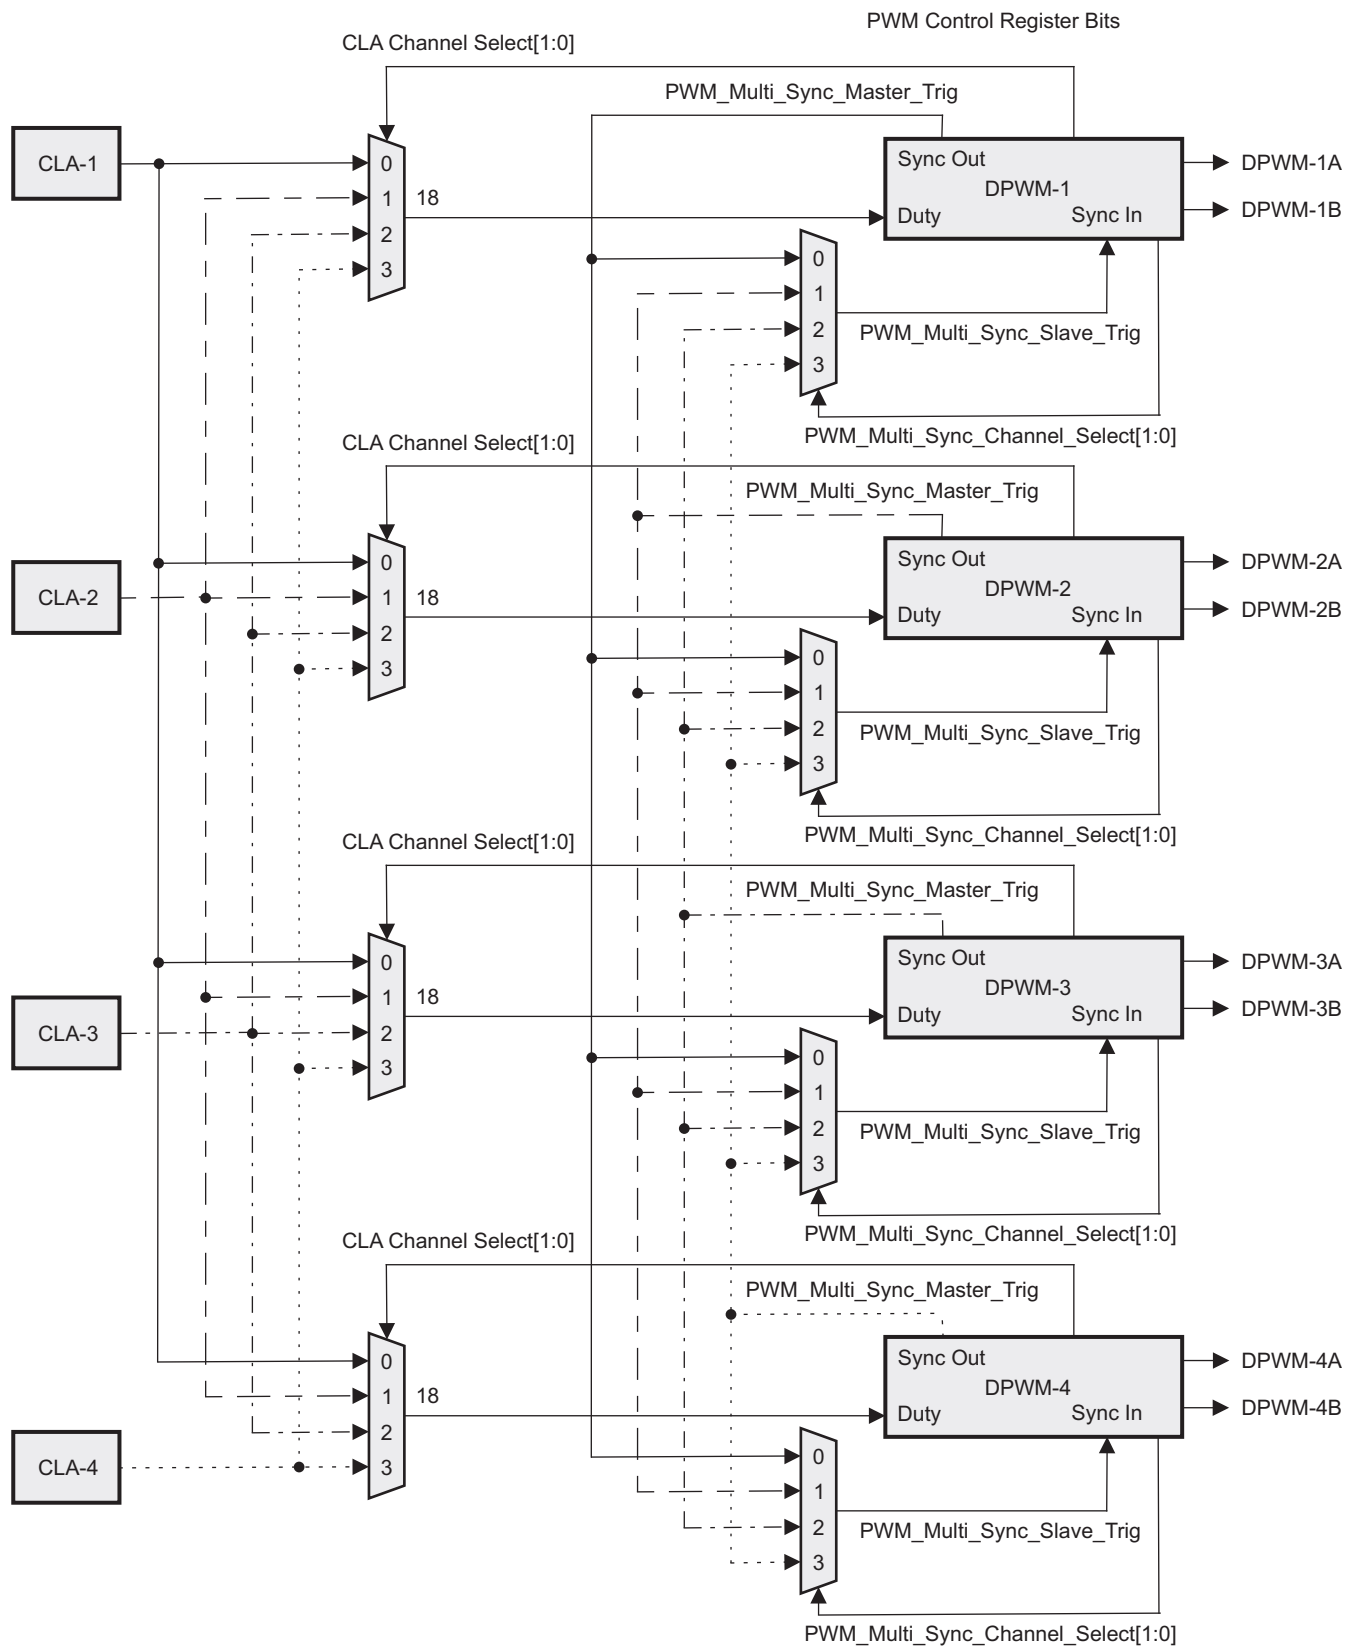 PWM Control Register Bits
CLA Channel Select[1:0]
PWM_Multi_Sync_Master_Trig
CLA-1
0
1
2
3
18
Sync Out
DPWM-1
Duty
Sync In
DPWM-1A
DPWM-1B
0
1
2
3
PWM_Multi_Sync_Slave_Trig
PWM_Multi_Sync_Channel_Select[1:0]
CLA Channel Select[1:0]
PWM_Multi_Sync_Master_Trig
CLA-2
0
1
2
3
18
Sync Out
DPWM-2
Duty
Sync In
DPWM-2A
DPWM-2B
0
1
2
3
PWM_Multi_Sync_Slave_Trig
PWM_Multi_Sync_Channel_Select[1:0]
CLA Channel Select[1:0]
PWM_Multi_Sync_Master_Trig
CLA-3
0
1
2
3
18
Sync Out
DPWM-3
Duty
Sync In
DPWM-3A
DPWM-3B
0
1
2
3
PWM_Multi_Sync_Slave_Trig
PWM_Multi_Sync_Channel_Select[1:0]
CLA Channel Select[1:0]
PWM_Multi_Sync_Master_Trig
CLA-4
0
1
2
3
18
Sync Out
DPWM-4
Duty
Sync In
DPWM-4A
DPWM-4B
0
1
2
3
PWM_Multi_Sync_Slave_Trig
PWM_Multi_Sync_Channel_Select[1:0]